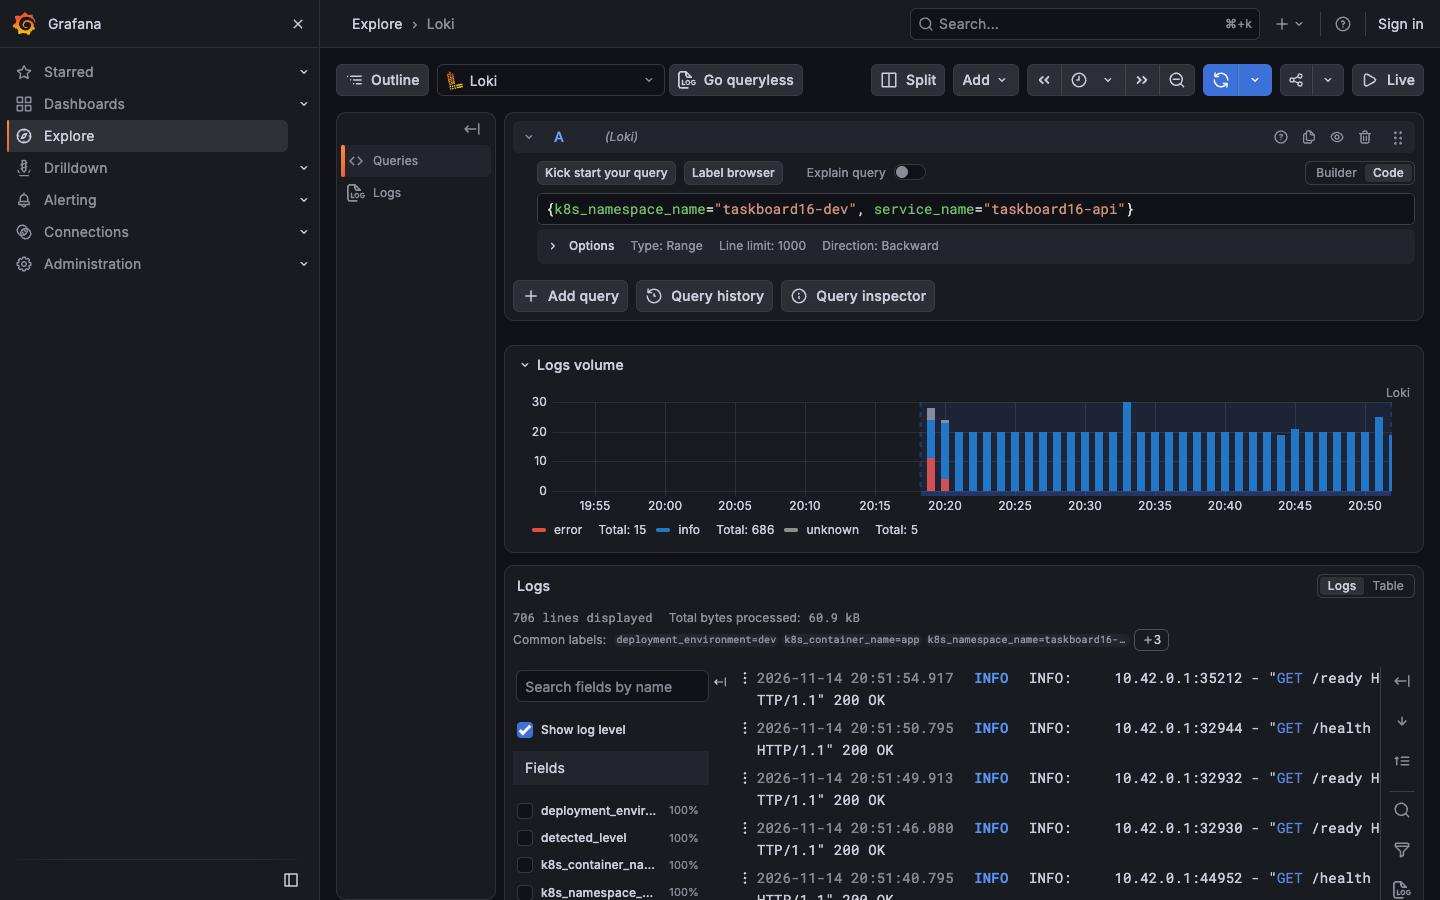 Grafana
Explore › Loki
Search...
⌘+k
Sign in
Starred
Dashboards
Explore
Drilldown
Alerting
Connections
Administration
Outline
Loki
Go queryless
Split
Add
Live
Queries
Logs
A
(Loki)
Kick start your query
Label browser
Explain query
Builder
Code
{k8s_namespace_name="taskboard16-dev", service_name="taskboard16-api"}
Options Type: Range Line limit: 1000 Direction: Backward
Add query
Query history
Query inspector
Logs volume
Loki
30
20
10
0
19:55 20:00 20:05 20:10 20:15 20:20 20:25 20:30 20:35 20:40 20:45 20:50
error Total: 15 info Total: 686 unknown Total: 5
Logs
Logs
Table
706 lines displayed Total bytes processed: 60.9 kB
Common labels: deployment_environment=dev k8s_container_name=app k8s_namespace_name=taskboard16-… +3
Search fields by name
Show log level
Fields
deployment_envir... 100%
detected_level 100%
k8s_container_na... 100%
k8s_namespace_... 100%
2026-11-14 20:51:54.917 INFO INFO: 10.42.0.1:35212 - "GET /ready H
TTP/1.1" 200 OK
2026-11-14 20:51:50.795 INFO INFO: 10.42.0.1:32944 - "GET /health
HTTP/1.1" 200 OK
2026-11-14 20:51:49.913 INFO INFO: 10.42.0.1:32932 - "GET /ready H
TTP/1.1" 200 OK
2026-11-14 20:51:46.080 INFO INFO: 10.42.0.1:32930 - "GET /ready H
TTP/1.1" 200 OK
2026-11-14 20:51:40.795 INFO INFO: 10.42.0.1:44952 - "GET /health
HTTP/1.1" 200 OK